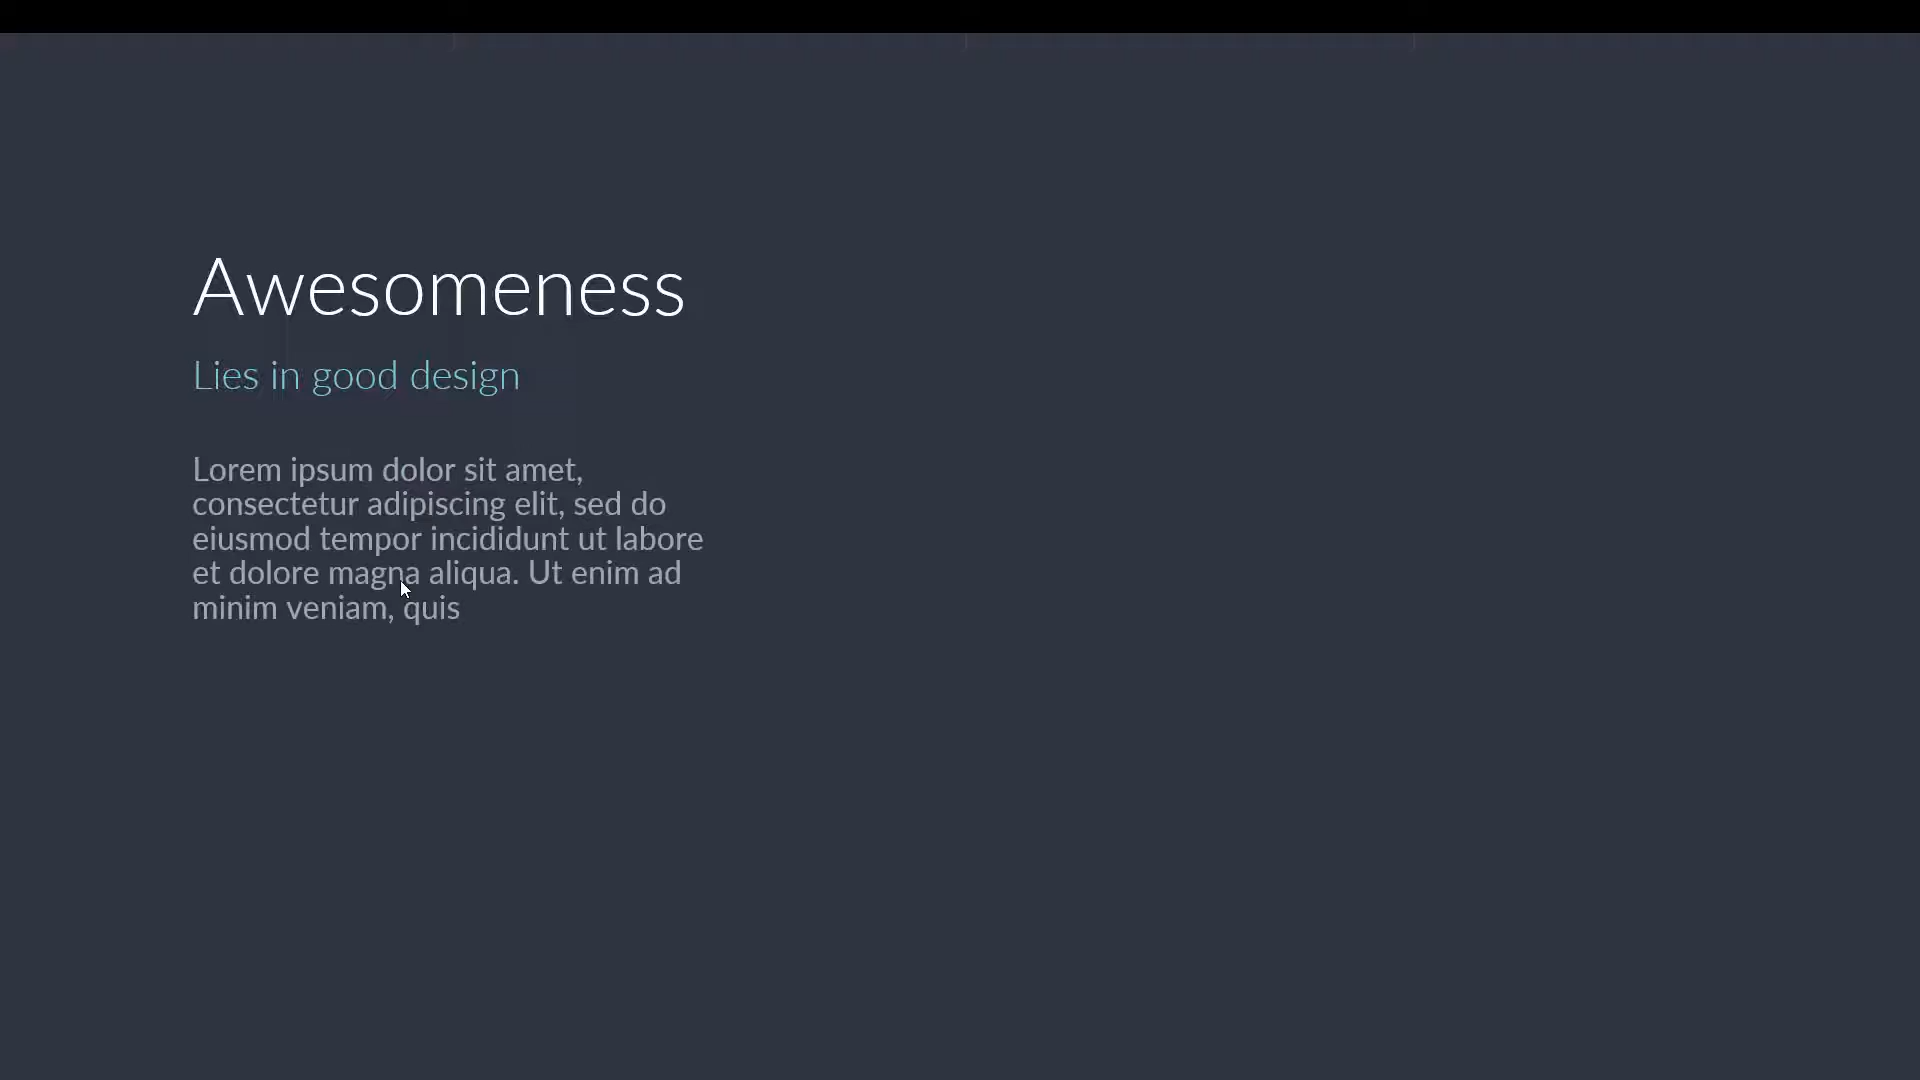 Awesomeness
Lies in good design
Lorem ipsum dolor sit amet,
consectetur adipiscing elit, sed do
eiusmod tempor incididunt ut labore
et dolore magna aliqua. Ut enim ad
minim veniam, quis